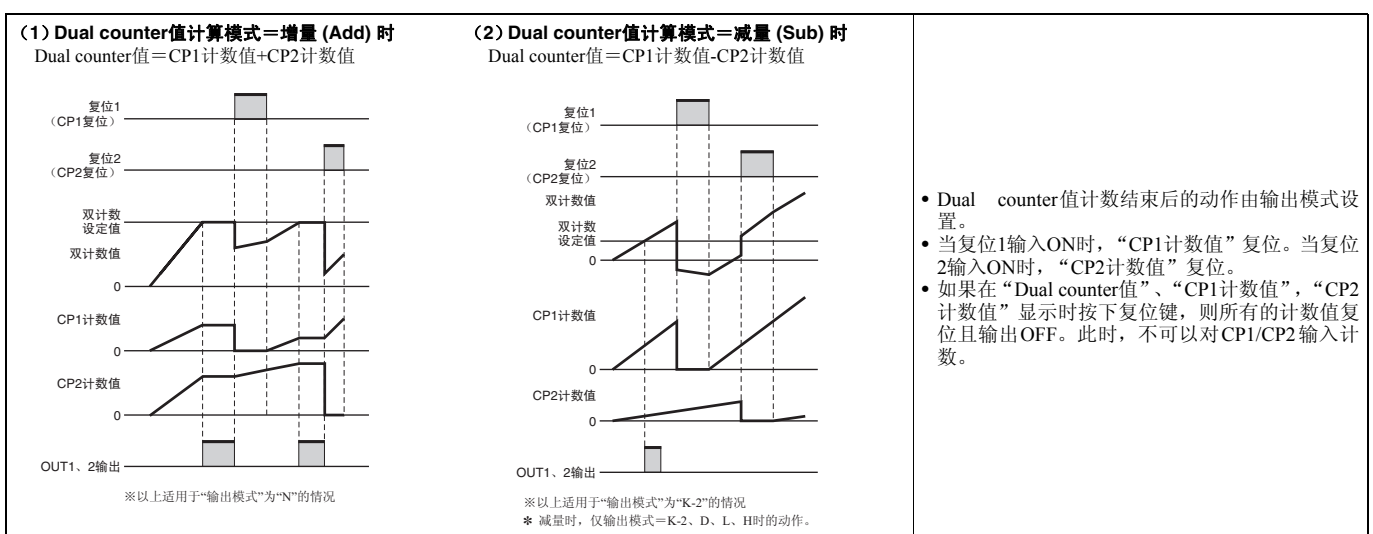 （1）Dual counter值计算模式＝增量 (Add) 时
Dual counter值＝CP1计数值+CP2计数值
复位1
（CP1复位）
复位2
（CP2复位）
双计数
设定值
双计数值
0
CP1计数值
0
CP2计数值
0
OUT1、2输出
※以上适用于“输出模式”为“N”的情况
（2）Dual counter值计算模式＝减量 (Sub) 时
Dual counter值＝CP1计数值-CP2计数值
复位1
（CP1复位）
复位2
（CP2复位）
双计数值
双计数
设定值
0
CP1计数值
0
CP2计数值
0
OUT1、2输出
※以上适用于“输出模式”为“K-2”的情况
＊ 减量时，仅输出模式＝K-2、D、L、H时的动作。
• Dual counter值计数结束后的动作由输出模式设
置。
• 当复位1输入ON时，“CP1计数值”复位。当复位
2输入ON时，“CP2计数值”复位。
• 如果在“Dual counter值”、“CP1计数值”，“CP2
计数值”显示时按下复位键，则所有的计数值复
位且输出OFF。此时，不可以对CP1/CP2输入计
数。